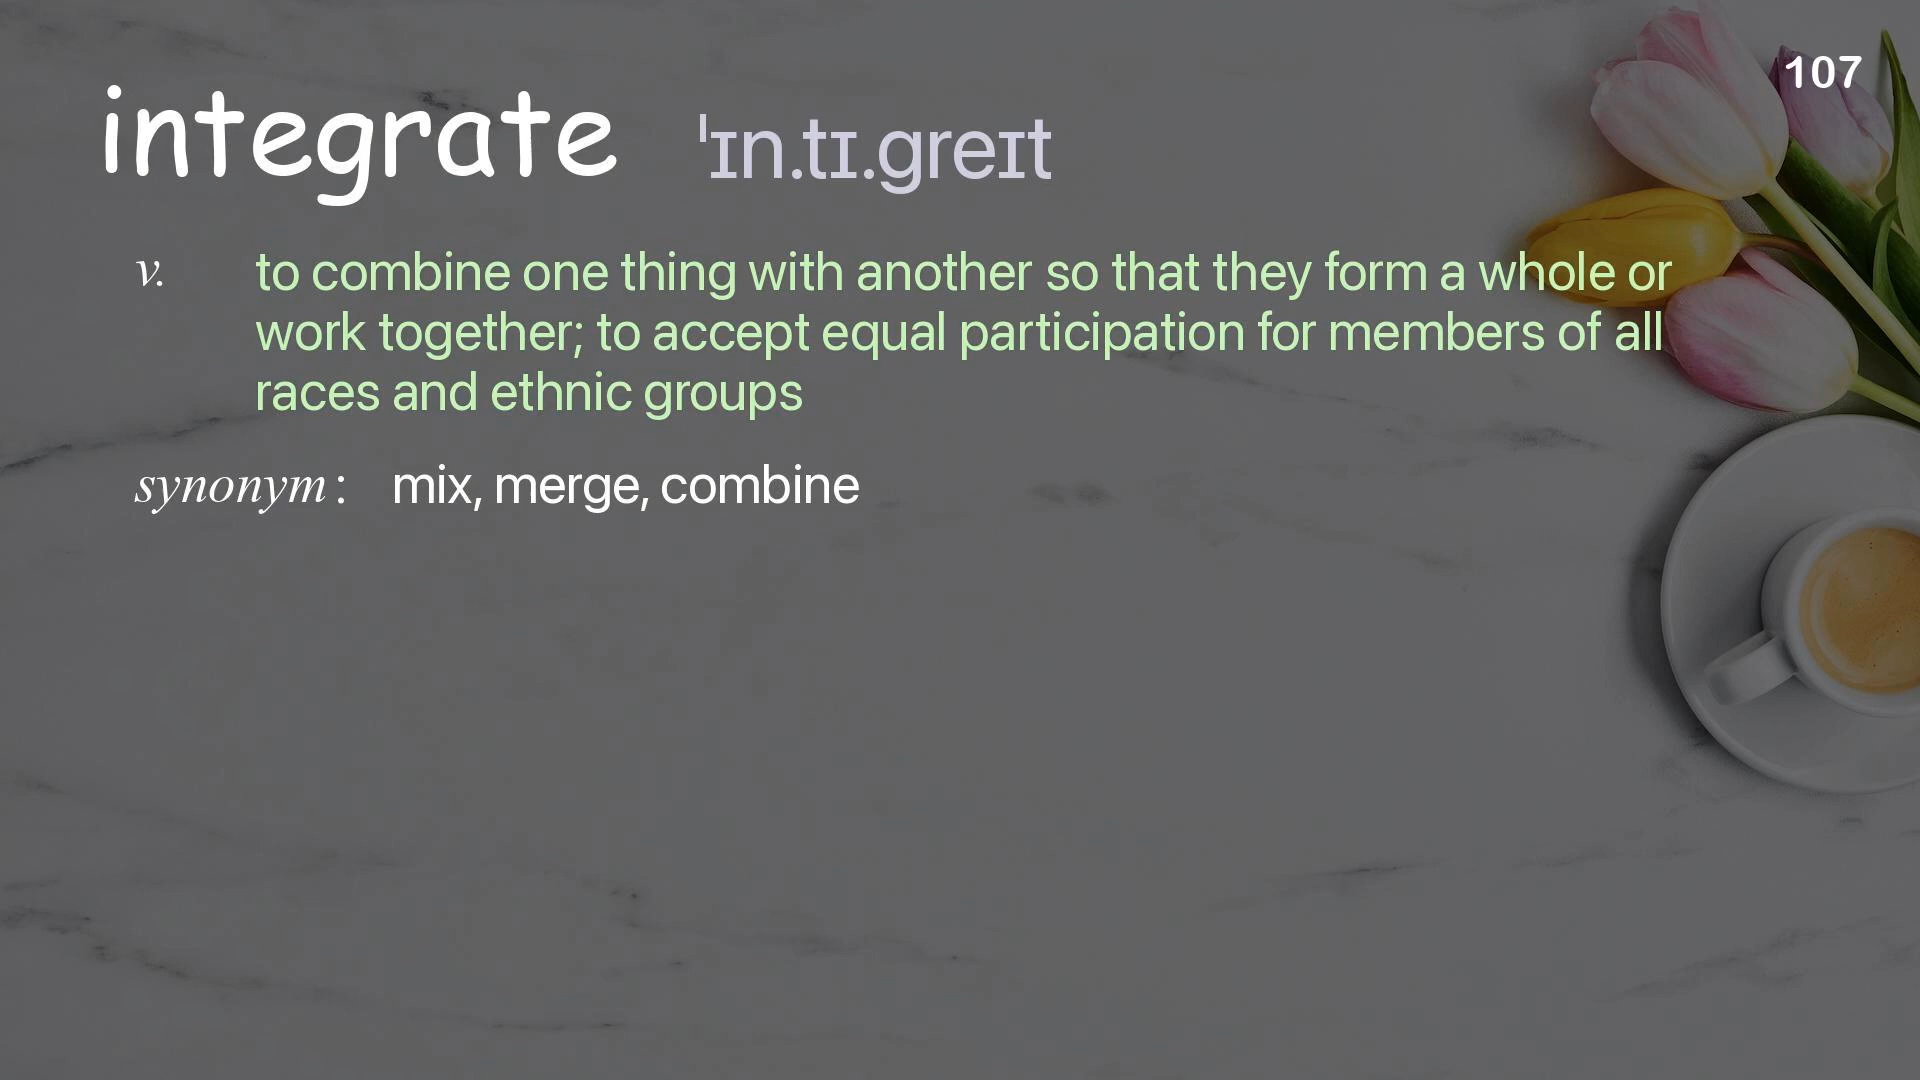 107
integrate ˈɪn.tɪ.ɡreɪt
v. to combine one thing with another so that they form a whole or
work together; to accept equal participation for members of all
races and ethnic groups
synonym : mix, merge, combine